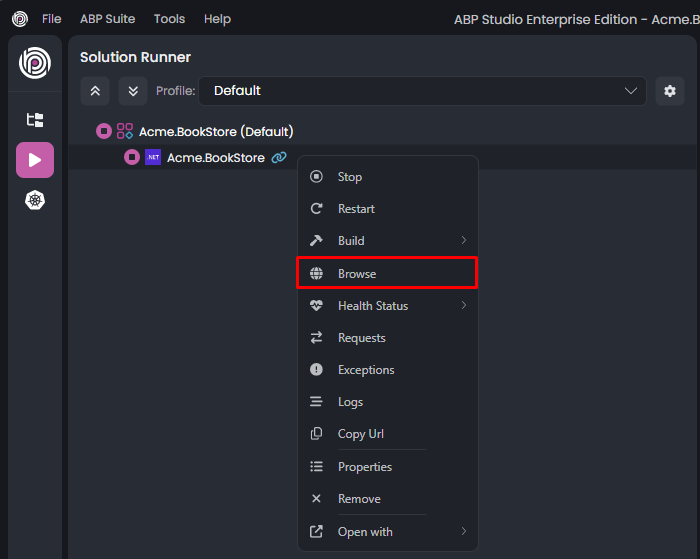 File ABP Suite Tools Help ABP Studio Enterprise Edition - Acme.B
Solution Runner
Profile: Default
Acme.BookStore (Default)
.NET Acme.BookStore
Stop
Restart
Build
Browse
Health Status
Requests
Exceptions
Logs
Copy Url
Properties
Remove
Open with